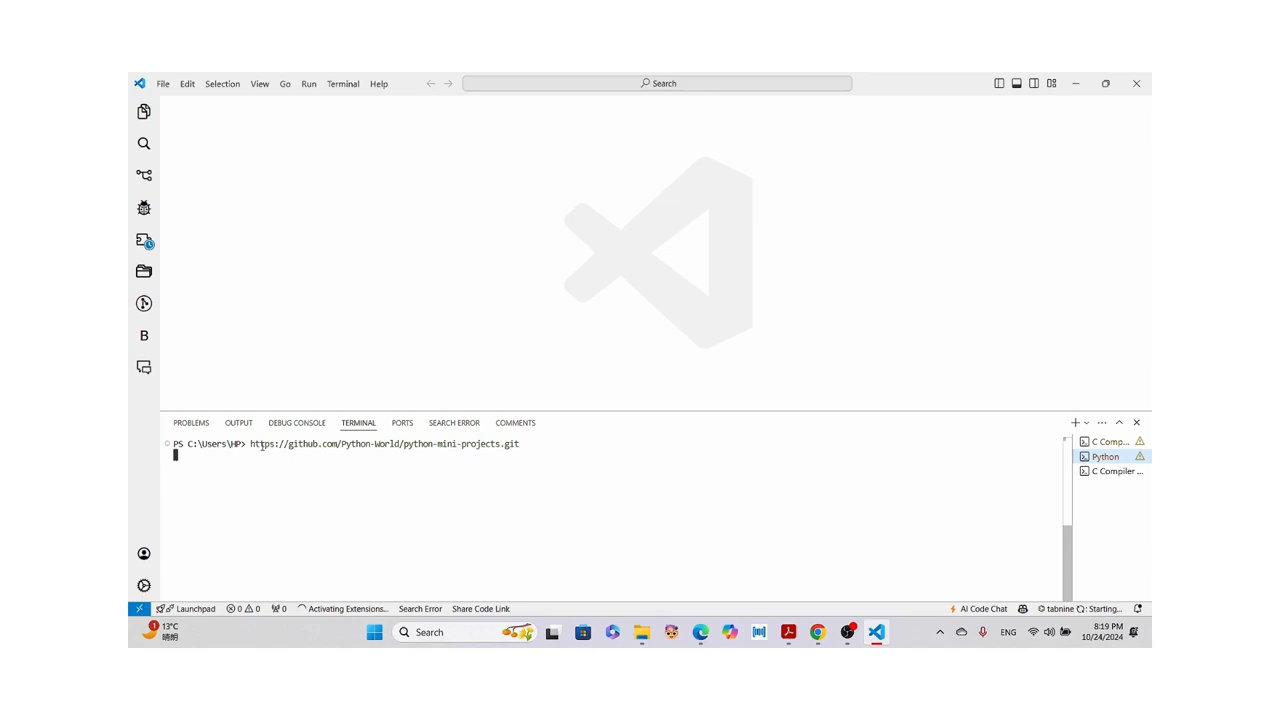 File Edit Selection View Go Run Terminal Help
Search
B
PROBLEMS OUTPUT DEBUG CONSOLE TERMINAL PORTS SEARCH ERROR COMMENTS
PS C:\Users\HP> https://github.com/Python-World/python-mini-projects.git
C Comp...
Python
C Compiler ...
Launchpad 0 0 0 Activating Extensions... Search Error Share Code Link AI Code Chat tabnine Starting...
1
13°C
晴朗
Search
ENG
8:19 PM
10/24/2024